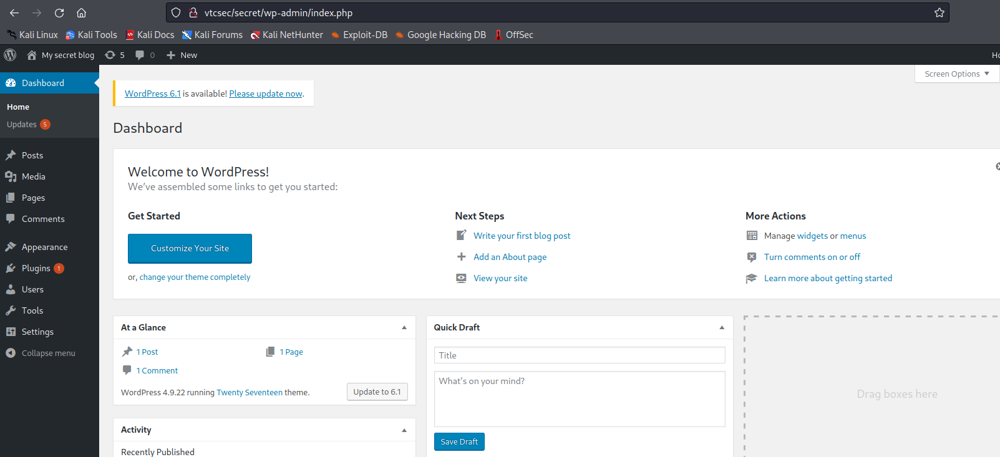 vtcsec/secret/wp-admin/index.php
Kali Linux Kali Tools Kali Docs Kali Forums Kali NetHunter Exploit-DB Google Hacking DB OffSec
My secret blog 5 0 New Ho
Dashboard
Home
Updates 5
Posts
Media
Pages
Comments
Appearance
Plugins 1
Users
Tools
Settings
Collapse menu
Screen Options
WordPress 6.1 is available! Please update now.
Dashboard
Welcome to WordPress!
We've assembled some links to get you started:
Get Started
Customize Your Site
or, change your theme completely
Next Steps
Write your first blog post
Add an About page
View your site
More Actions
Manage widgets or menus
Turn comments on or off
Learn more about getting started
At a Glance
1 Post 1 Page
1 Comment
WordPress 4.9.22 running Twenty Seventeen theme. Update to 6.1
Activity
Recently Published
Quick Draft
Title
What's on your mind?
Save Draft
Drag boxes here